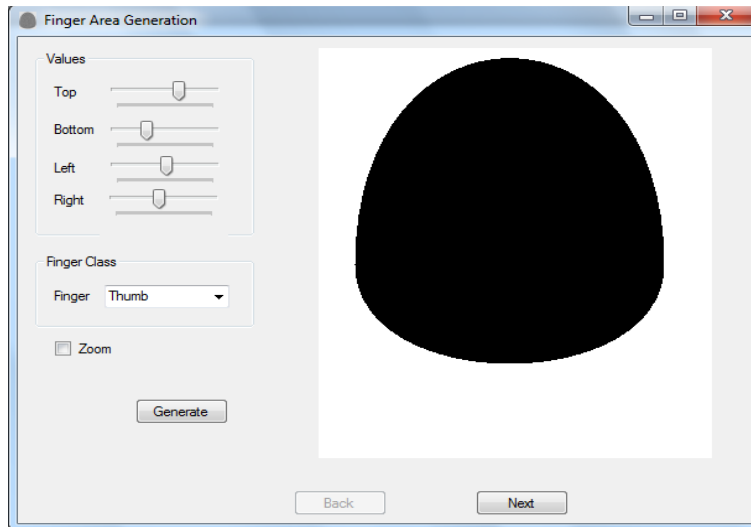 Finger Area Generation
Values
Top
Bottom
Left
Right
Finger Class
Finger Thumb
Zoom
Generate
Back Next